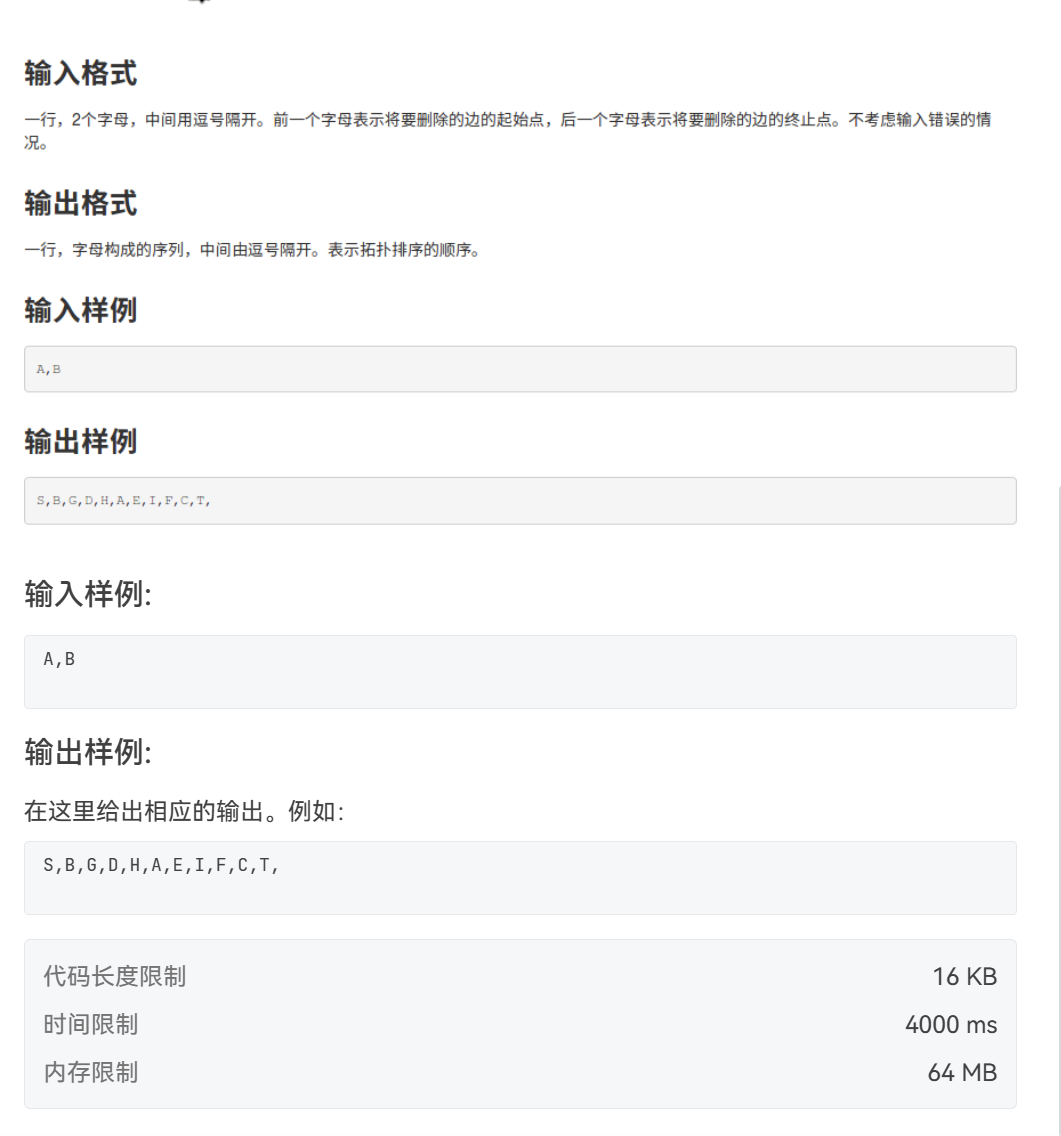 输入格式
一行，2个字母，中间用逗号隔开。前一个字母表示将要删除的边的起始点，后一个字母表示将要删除的边的终止点。不考虑输入错误的情
况。
输出格式
一行，字母构成的序列，中间由逗号隔开。表示拓扑排序的顺序。
输入样例
A,B
输出样例
S,B,G,D,H,A,E,I,F,C,T,
输入样例:
A,B
输出样例:
在这里给出相应的输出。例如：
S,B,G,D,H,A,E,I,F,C,T,
代码长度限制 16 KB
时间限制 4000 ms
内存限制 64 MB